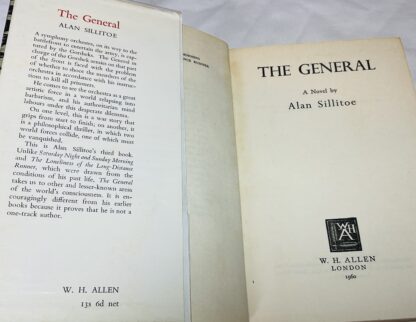 The General
ALAN SILLITOE
A symphony orchestra, on its way to the
battlefront to entertain the army, is cap-
tured by the Gorsheks. The General in
charge of the Gorshek armies on that part
of the front is faced with the problem
of whether to shoot the members of the
orchestra in accordance with his instruc-
tions to kill all prisoners.
He comes to see the orchestra as a great
artistic force in a world relapsing into
barbarism, and his authoritarian mind
labours under this desperate dilemma.
On one level, this is a war story that
grips from start to finish; on another, it
is a philosophical thriller, in which two
world forces collide, one of which must
be vanquished.
This is Alan Sillitoe's third book.
Unlike Saturday Night and Sunday Morning
and The Loneliness of the Long-Distance
Runner, which were drawn from the
conditions of his past life, The General
takes us to other and lesser-known areas
of the world's consciousness. It is en-
couragingly different from his earlier
books because it proves that he is not a
one-track author.
W. H. ALLEN
13s 6d net
THE GENERAL
A Novel by
Alan Sillitoe
WHA
W. H. ALLEN
LONDON
1960